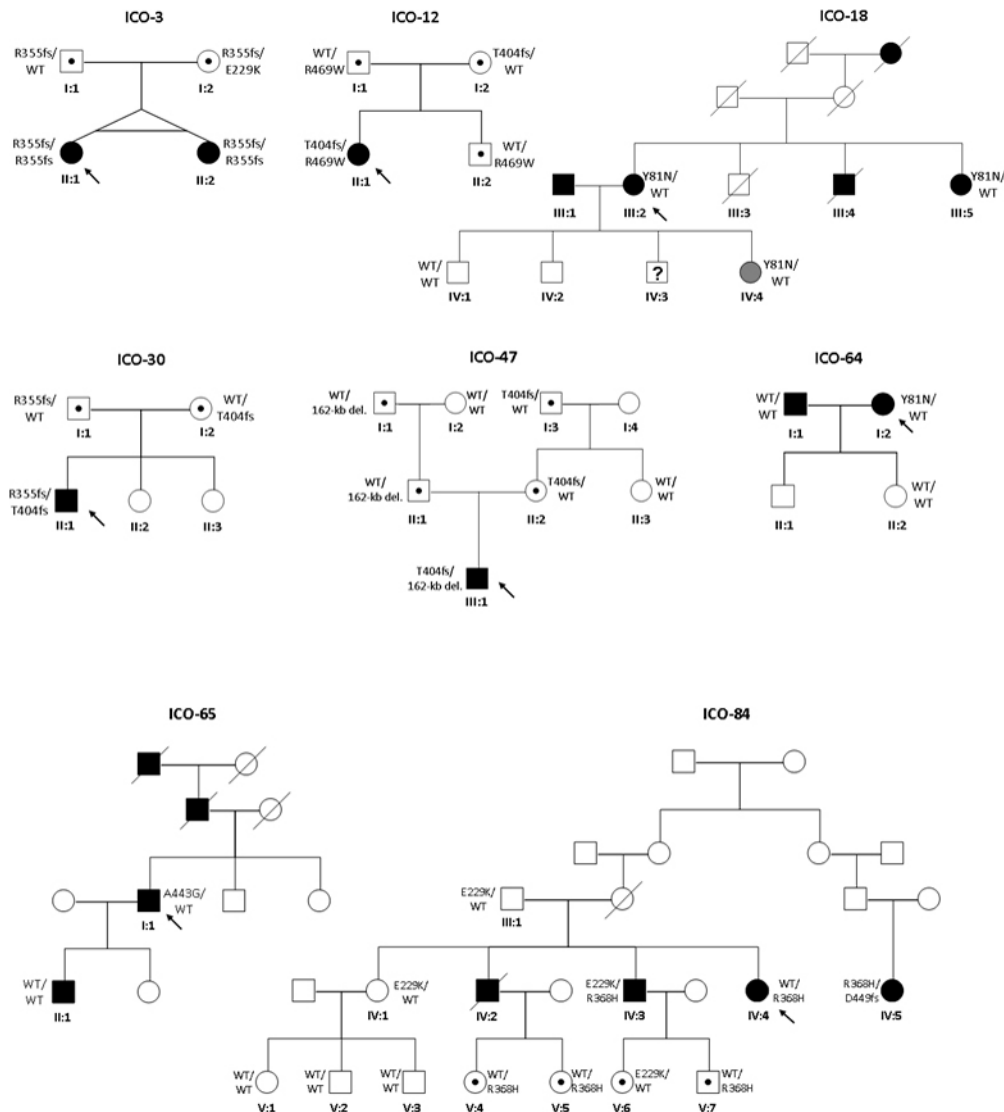 ICO-3
R355fs/
WT
I:1
R355fs/
E229K
I:2
R355fs/
R355fs
II:1
R355fs/
R355fs
II:2
ICO-12
WT/
R469W
I:1
T404fs/
WT
I:2
T404fs/
R469W
II:1
WT/
R469W
II:2
ICO-18
III:1
Y81N/
WT
III:2
III:3
III:4
Y81N/
WT
III:5
WT/
WT
IV:1
IV:2
?
IV:3
Y81N/
WT
IV:4
ICO-30
R355fs/
WT
I:1
WT/
T404fs
I:2
R355fs/
T404fs
II:1
II:2
II:3
ICO-47
WT/
162-kb del.
I:1
WT/
WT
I:2
T404fs/
WT
I:3
I:4
WT/
162-kb del.
II:1
T404fs/
WT
II:2
WT/
WT
II:3
T404fs/
162-kb del.
III:1
ICO-64
WT/
WT
I:1
Y81N/
WT
I:2
II:1
WT/
WT
II:2
ICO-65
A443G/
WT
I:1
WT/
WT
II:1
ICO-84
E229K/
WT
III:1
E229K/
WT
IV:1
IV:2
E229K/
R368H
IV:3
WT/
R368H
IV:4
R368H/
D449fs
IV:5
WT/
WT
V:1
WT/
WT
V:2
WT/
WT
V:3
WT/
R368H
V:4
WT/
R368H
V:5
E229K/
WT
V:6
WT/
R368H
V:7